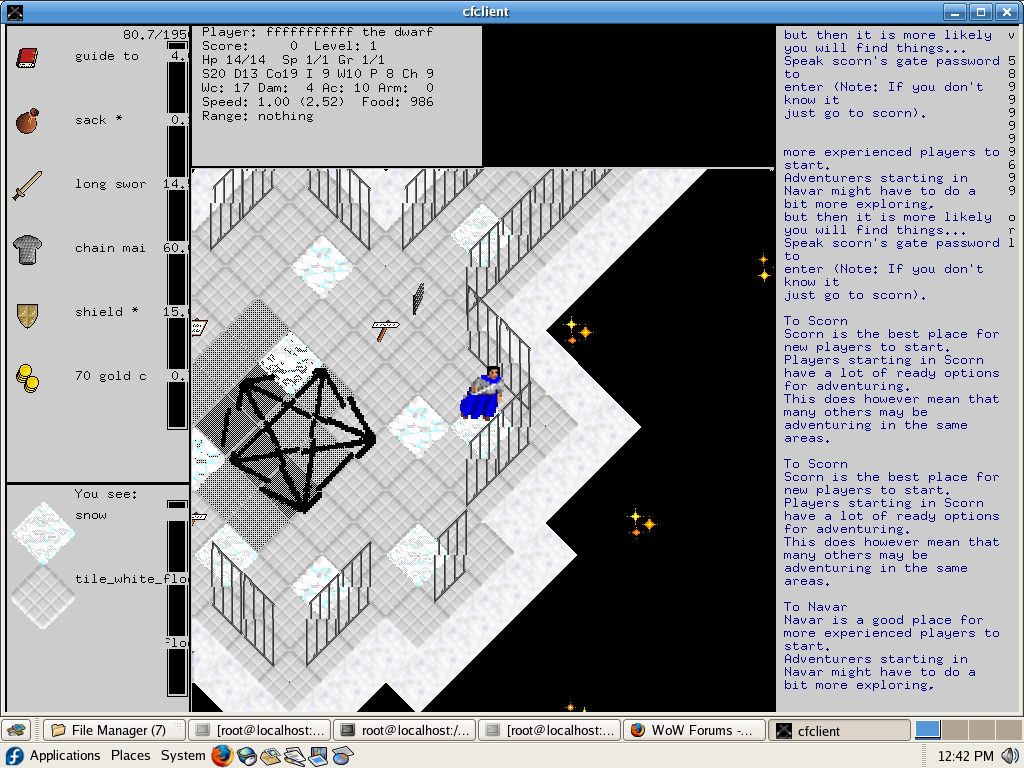 cfclient
80.7/1950
guide to 4.
sack * 0.
long swor 14.
chain mai 60.
shield * 15.
70 gold c 0.
You see:
snow
tile_white_flo
flo
Player: fffffffffff the dwarf
Score: 0 Level: 1
Hp 14/14 Sp 1/1 Gr 1/1
S20 D13 Co19 I 9 W10 P 8 Ch 9
Wc: 17 Dam: 4 Ac: 10 Arm: 0
Speed: 1.00 (2.52) Food: 986
Range: nothing
but then it is more likely v
you will find things...
Speak scorn's gate password 5
to 8
enter (Note: If you don't 9
know it 9
just go to scorn). 9
9
9
more experienced players to 9
start. 6
Adventurers starting in 9
Navar might have to do a 9
bit more exploring,
but then it is more likely o
you will find things... r
Speak scorn's gate password l
to
enter (Note: If you don't
know it
just go to scorn).
To Scorn
Scorn is the best place for
new players to start.
Players starting in Scorn
have a lot of ready options
for adventuring.
This does however mean that
many others may be
adventuring in the same
areas.
To Scorn
Scorn is the best place for
new players to start.
Players starting in Scorn
have a lot of ready options
for adventuring.
This does however mean that
many others may be
adventuring in the same
areas.
To Navar
Navar is a good place for
more experienced players to
start.
Adventurers starting in
Navar might have to do a
bit more exploring,
File Manager (7)
[root@localhost:...
root@localhost:/...
[root@localhost:...
WoW Forums -...
cfclient
Applications Places System
12:42 PM